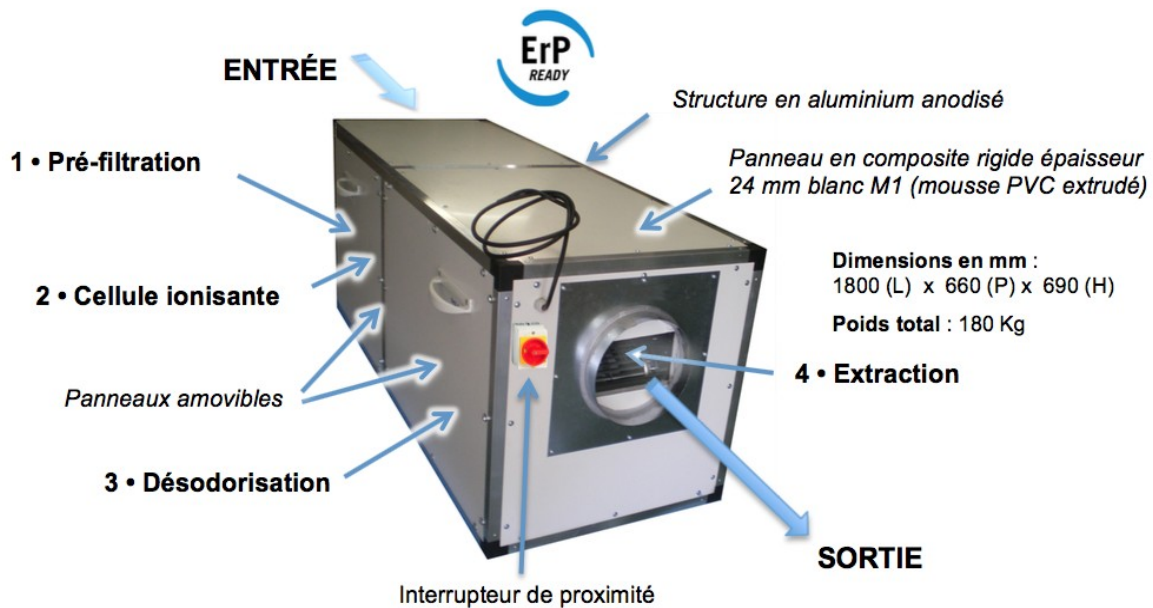 ErP
READY
ENTRÉE
Structure en aluminium anodisé
1 • Pré-filtration
Panneau en composite rigide épaisseur
24 mm blanc M1 (mousse PVC extrudé)
2 • Cellule ionisante
Dimensions en mm :
1800 (L) x 660 (P) x 690 (H)
Poids total : 180 Kg
4 • Extraction
Panneaux amovibles
3 • Désodorisation
SORTIE
Interrupteur de proximité